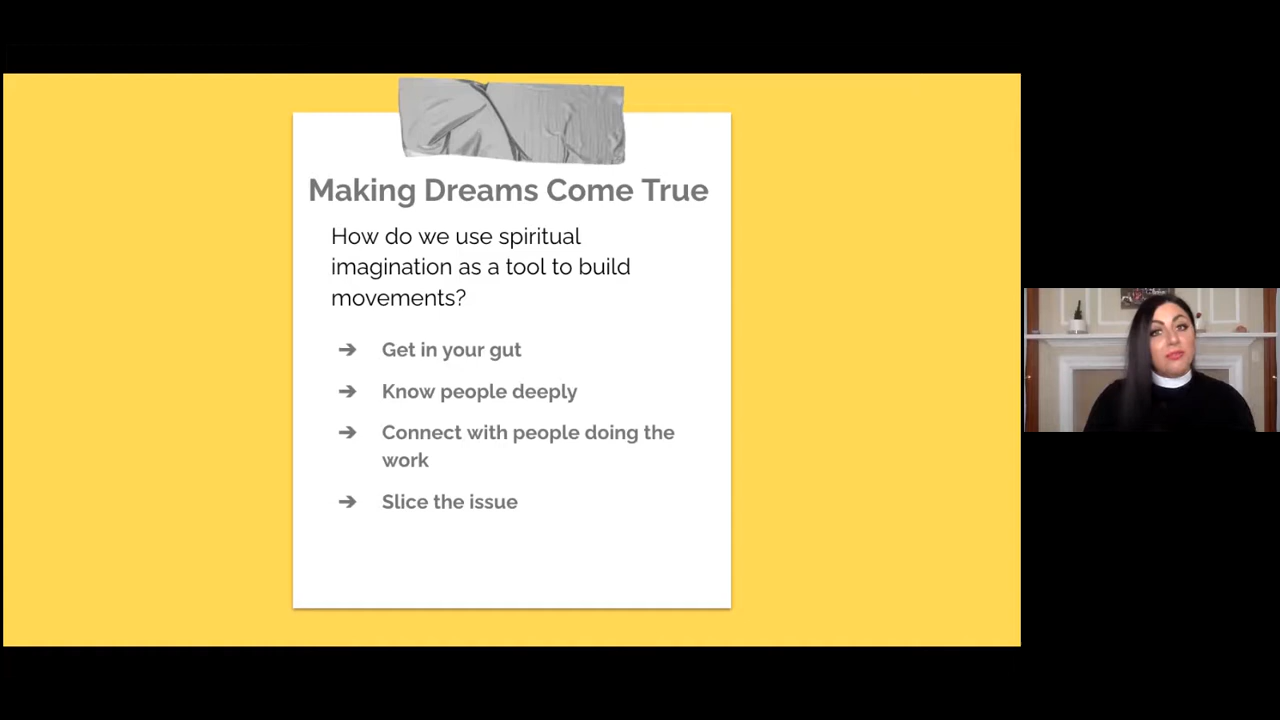 Making Dreams Come True
How do we use spiritual
imagination as a tool to build
movements?
➔ Get in your gut
➔ Know people deeply
➔ Connect with people doing the
work
➔ Slice the issue